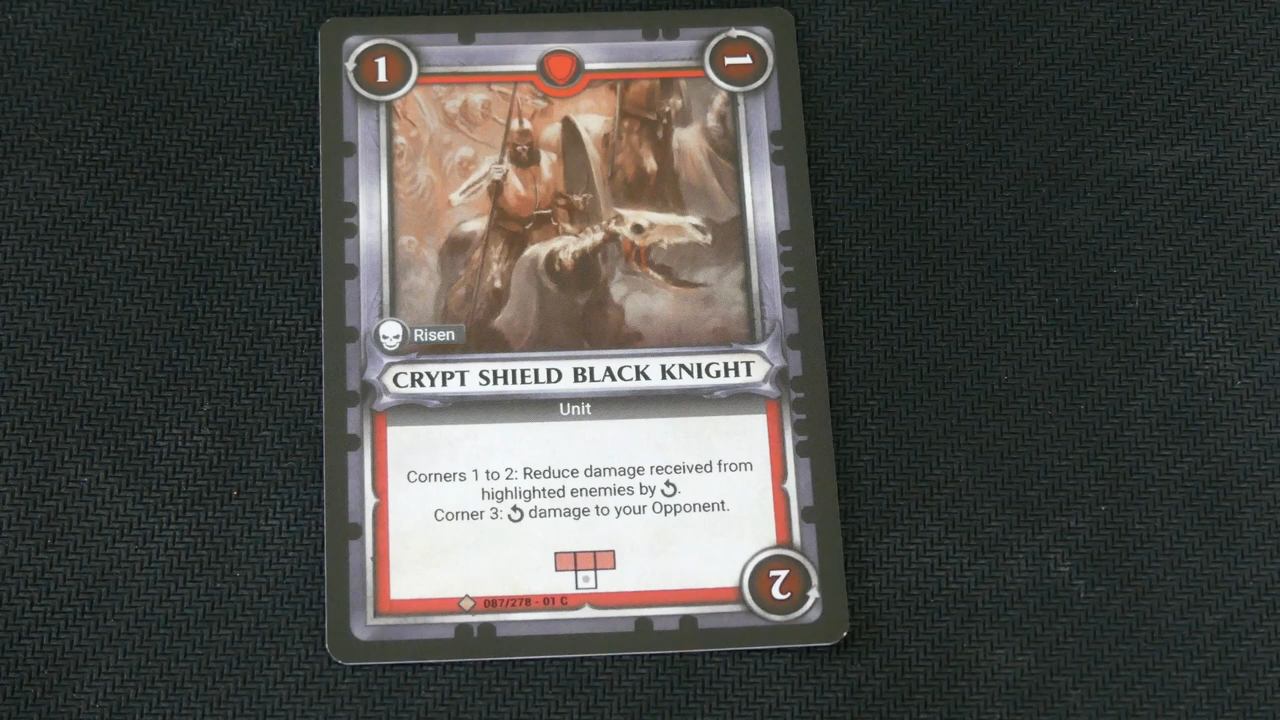 1
1
Risen
CRYPT SHIELD BLACK KNIGHT
Unit
Corners 1 to 2: Reduce damage received from
highlighted enemies by .
Corner 3: damage to your Opponent.
087/278 - 01 C
2